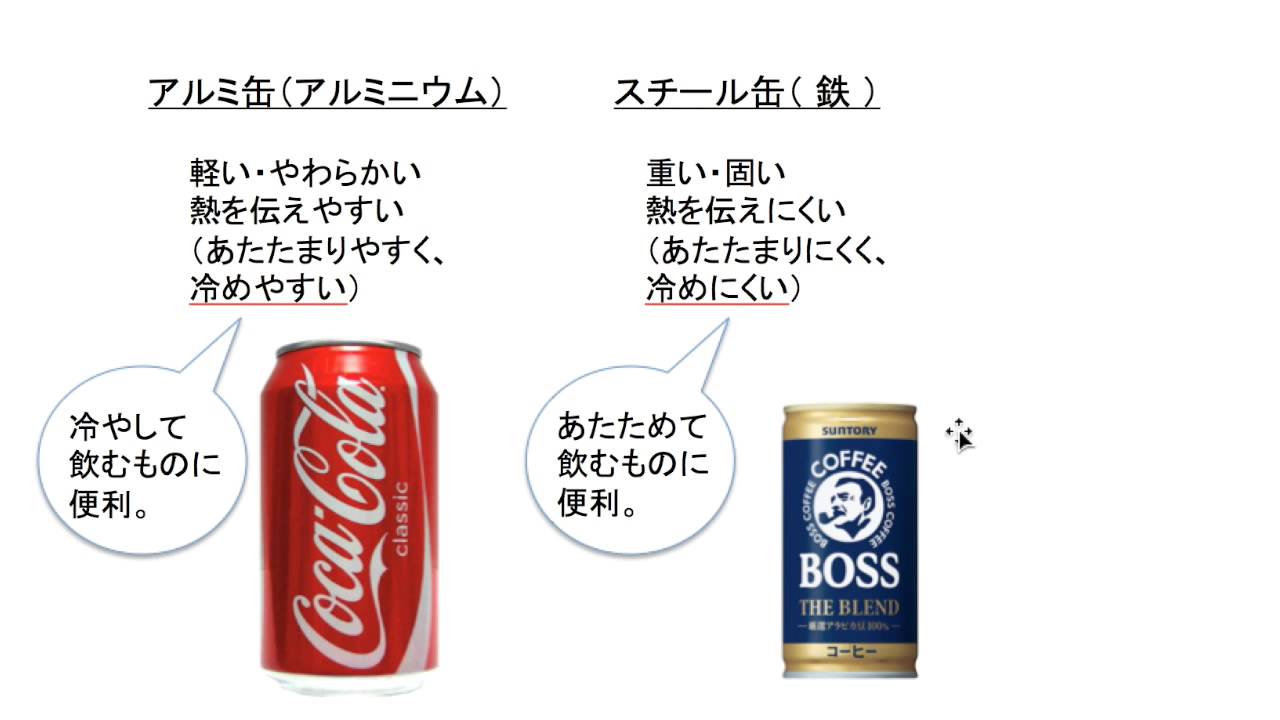 アルミ缶(アルミニウム)
軽い・やわらかい
熱を伝えやすい
(あたたまりやすく、
冷めやすい)
冷やして
飲むものに
便利。
Coca-Cola
classic
スチール缶( 鉄 )
重い・固い
熱を伝えにくい
(あたたまりにくく、
冷めにくい)
あたためて
飲むものに
便利。
SUNTORY
COFFEE
BOSS COFFEE
BOSS COFFEE
BOSS
THE BLEND
厳選アラビカ豆100%
コーヒー